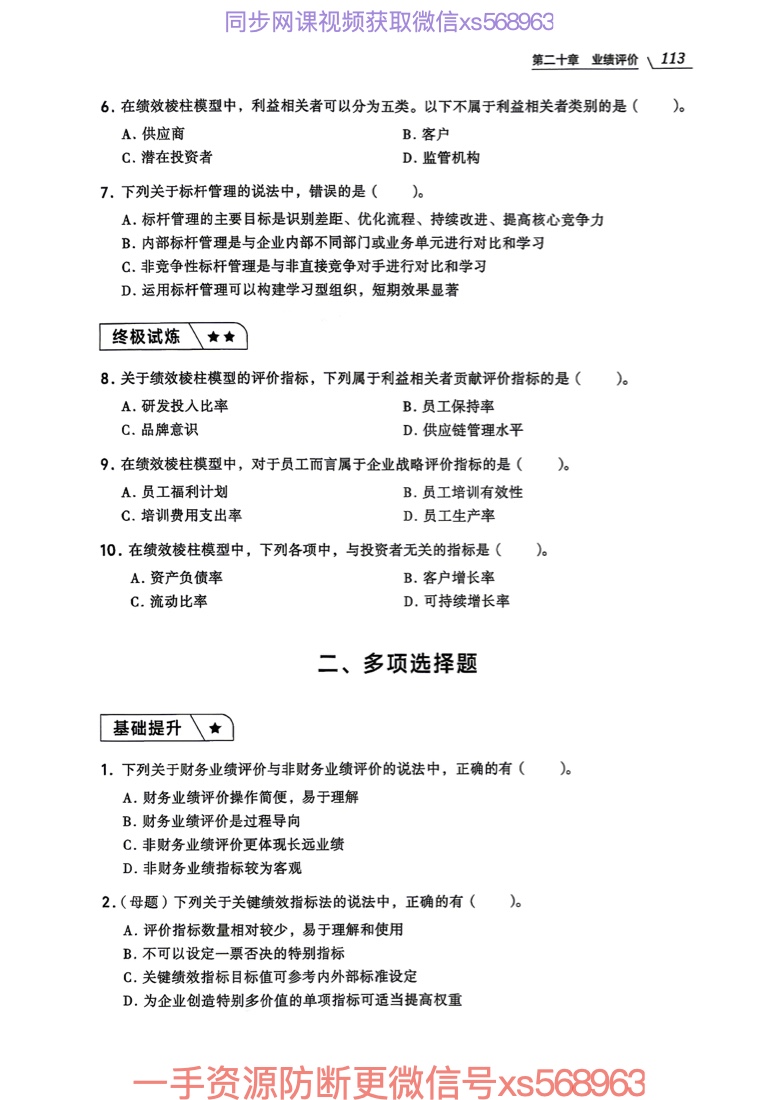 同步网课视频获取微信xs568963
第二十章 业绩评价 113
6. 在绩效棱柱模型中，利益相关者可以分为五类。以下不属于利益相关者类别的是（ ）。
A. 供应商 B. 客户
C. 潜在投资者 D. 监管机构
7. 下列关于标杆管理的说法中，错误的是（ ）。
A. 标杆管理的主要目标是识别差距、优化流程、持续改进、提高核心竞争力
B. 内部标杆管理是与企业内部不同部门或业务单元进行对比和学习
C. 非竞争性标杆管理是与非直接竞争对手进行对比和学习
D. 运用标杆管理可以构建学习型组织，短期效果显著
终极试炼 ★★
8. 关于绩效棱柱模型的评价指标，下列属于利益相关者贡献评价指标的是（ ）。
A. 研发投入比率 B. 员工保持率
C. 品牌意识 D. 供应链管理水平
9. 在绩效棱柱模型中，对于员工而言属于企业战略评价指标的是（ ）。
A. 员工福利计划 B. 员工培训有效性
C. 培训费用支出率 D. 员工生产率
10. 在绩效棱柱模型中，下列各项中，与投资者无关的指标是（ ）。
A. 资产负债率 B. 客户增长率
C. 流动比率 D. 可持续增长率
二、多项选择题
基础提升 ★
1. 下列关于财务业绩评价与非财务业绩评价的说法中，正确的有（ ）。
A. 财务业绩评价操作简便，易于理解
B. 财务业绩评价是过程导向
C. 非财务业绩评价更体现长远业绩
D. 非财务业绩指标较为客观
2.（母题）下列关于关键绩效指标法的说法中，正确的有（ ）。
A. 评价指标数量相对较少，易于理解和使用
B. 不可以设定一票否决的特别指标
C. 关键绩效指标目标值可参考内外部标准设定
D. 为企业创造特别多价值的单项指标可适当提高权重
一手资源防断更微信号xs568963